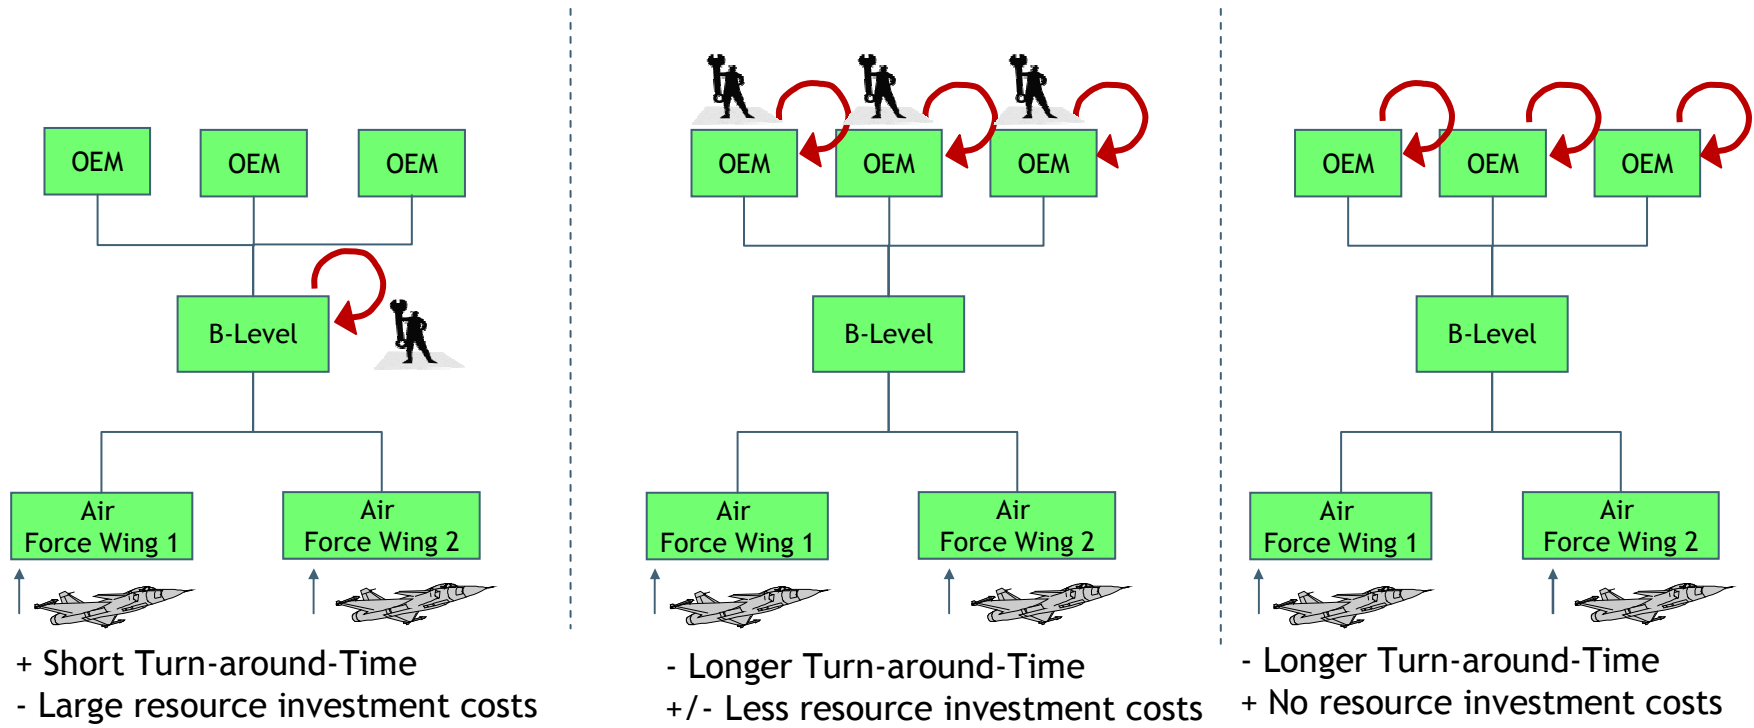 OEM
OEM
OEM
B-Level
Air
Force Wing 1
Air
Force Wing 2
+ Short Turn-around-Time
- Large resource investment costs
OEM
OEM
OEM
B-Level
Air
Force Wing 1
Air
Force Wing 2
- Longer Turn-around-Time
+/- Less resource investment costs
OEM
OEM
OEM
B-Level
Air
Force Wing 1
Air
Force Wing 2
- Longer Turn-around-Time
+ No resource investment costs